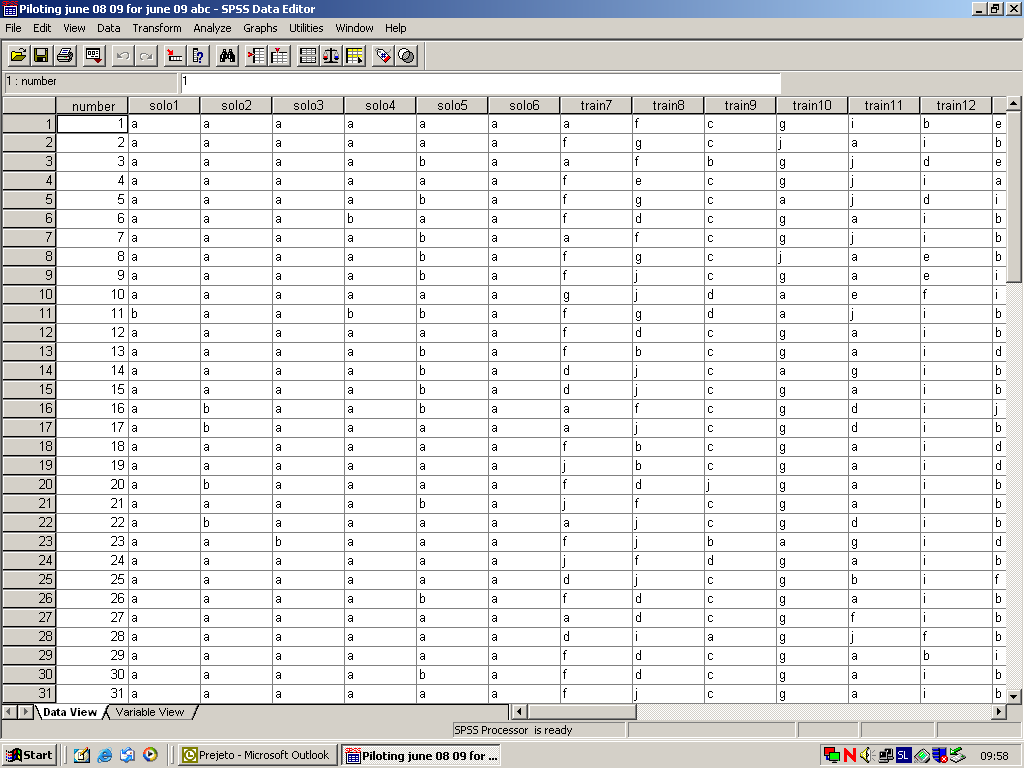 Piloting june 08 09 for june 09 abc - SPSS Data Editor
File Edit View Data Transform Analyze Graphs Utilities Window Help
1 : number 1
number solo1 solo2 solo3 solo4 solo5 solo6 train7 train8 train9 train10 train11 train12
1 1 a a a a a a a f c g i b e
2 2 a a a a a a f g c j a i b
3 3 a a a a b a a f b g j d e
4 4 a a a a a a f e c g j i a
5 5 a a a a b a f g c a j d i
6 6 a a a b a a f d c g a i b
7 7 a a a a b a a f c g j i b
8 8 a a a a b a f g c j a e b
9 9 a a a a b a f j c g a e i
10 10 a a a a a a g j d a e f i
11 11 b a a b b a f g d a j i b
12 12 a a a a a a f d c g a i b
13 13 a a a a b a f b c g a i d
14 14 a a a a b a d j c a g i b
15 15 a a a a b a d j c g a i b
16 16 a b a a b a a f c g d i j
17 17 a b a a a a a j c g d i b
18 18 a a a a a a f b c g a i d
19 19 a a a a a a j b c g a i d
20 20 a b a a a a f d j g a i b
21 21 a a a a b a j f c g a l b
22 22 a b a a a a a j c g d i b
23 23 a a b a a a f j b a g i d
24 24 a a a a a a j f d g a i b
25 25 a a a a a a d j c g b i f
26 26 a a a a b a f d c g a i b
27 27 a a a a a a a d c g f i b
28 28 a a a a a a d i a g j f b
29 29 a a a a a a f d c g a b i
30 30 a a a a b a f d c g a i b
31 31 a a a a a a f j c g a i b
Data View Variable View
SPSS Processor is ready
Start Prejeto - Microsoft Outlook Piloting june 08 09 for ... N SL 09:58